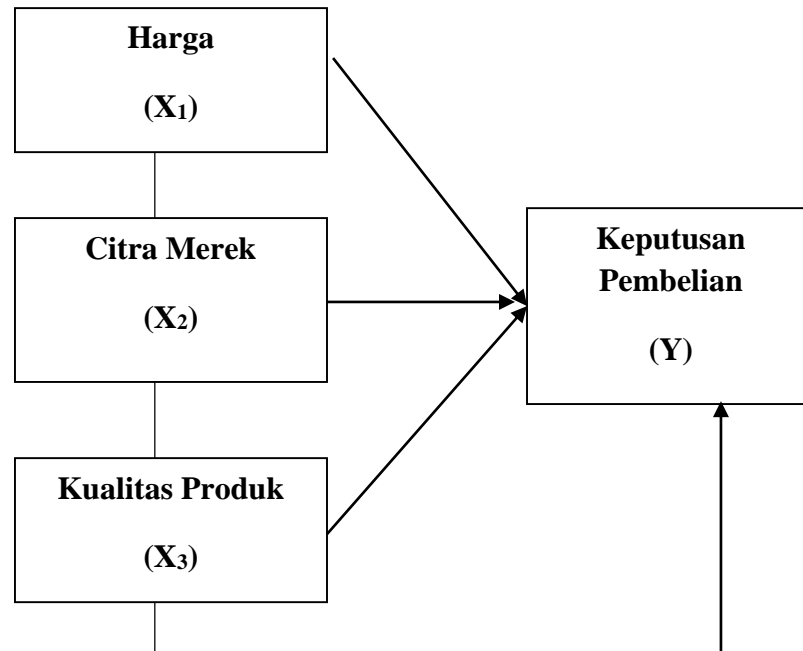 Harga
(X₁)
Citra Merek
(X₂)
Kualitas Produk
(X₃)
Keputusan
Pembelian
(Y)